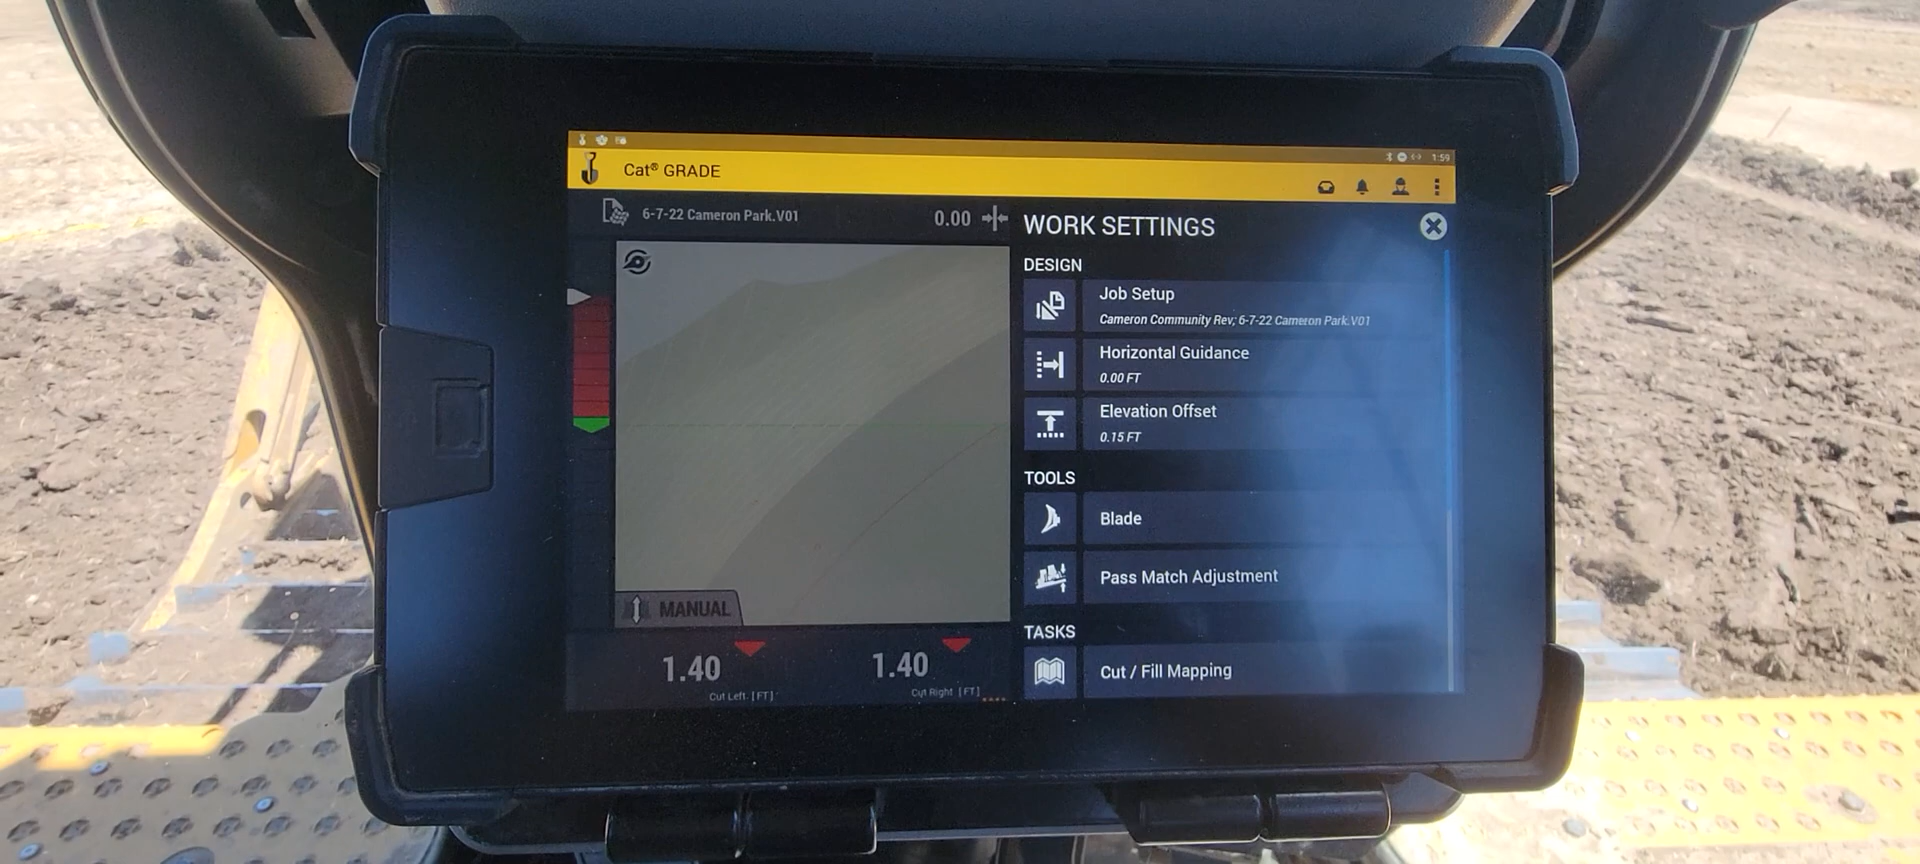 1:59
Cat® GRADE
6-7-22 Cameron Park.V01
0.00
WORK SETTINGS
DESIGN
Job Setup
Cameron Community Rev; 6-7-22 Cameron Park.V01
Horizontal Guidance
0.00 FT
Elevation Offset
0.15 FT
TOOLS
Blade
Pass Match Adjustment
TASKS
Cut / Fill Mapping
MANUAL
1.40
Cut Left [FT]
1.40
Cut Right [FT]